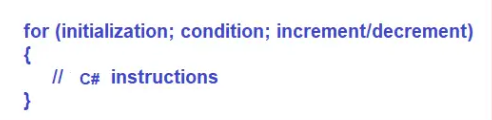 for (initialization; condition; increment/decrement)
{
// C# instructions
}